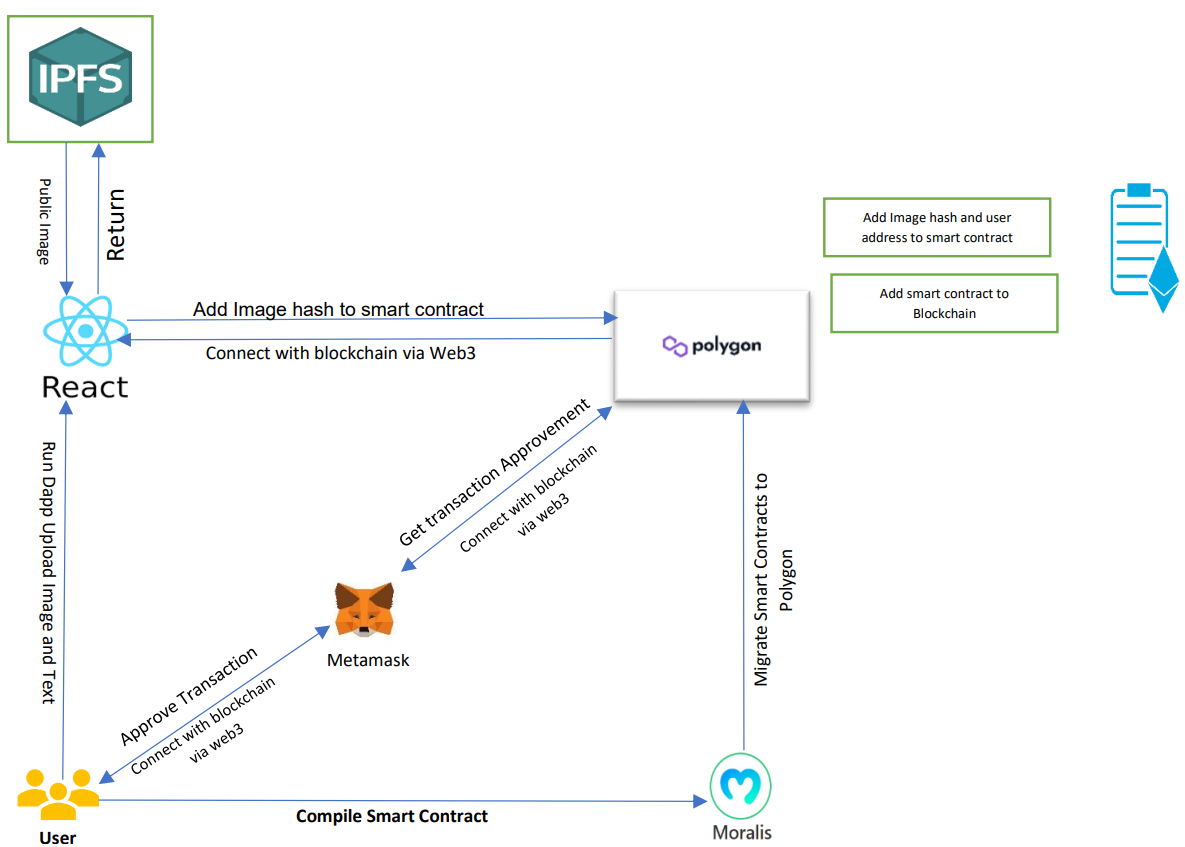 IPFS
Public Image
Return
Add Image hash and user
address to smart contract
Add smart contract to
Blockchain
Add Image hash to smart contract
Connect with blockchain via Web3
polygon
React
Run Dapp Upload Image and Text
Get transaction Approvement
Connect with blockchain
via web3
Migrate Smart Contracts to
Polygon
Metamask
Approve Transaction
Connect with blockchain
via web3
Compile Smart Contract
User
Moralis